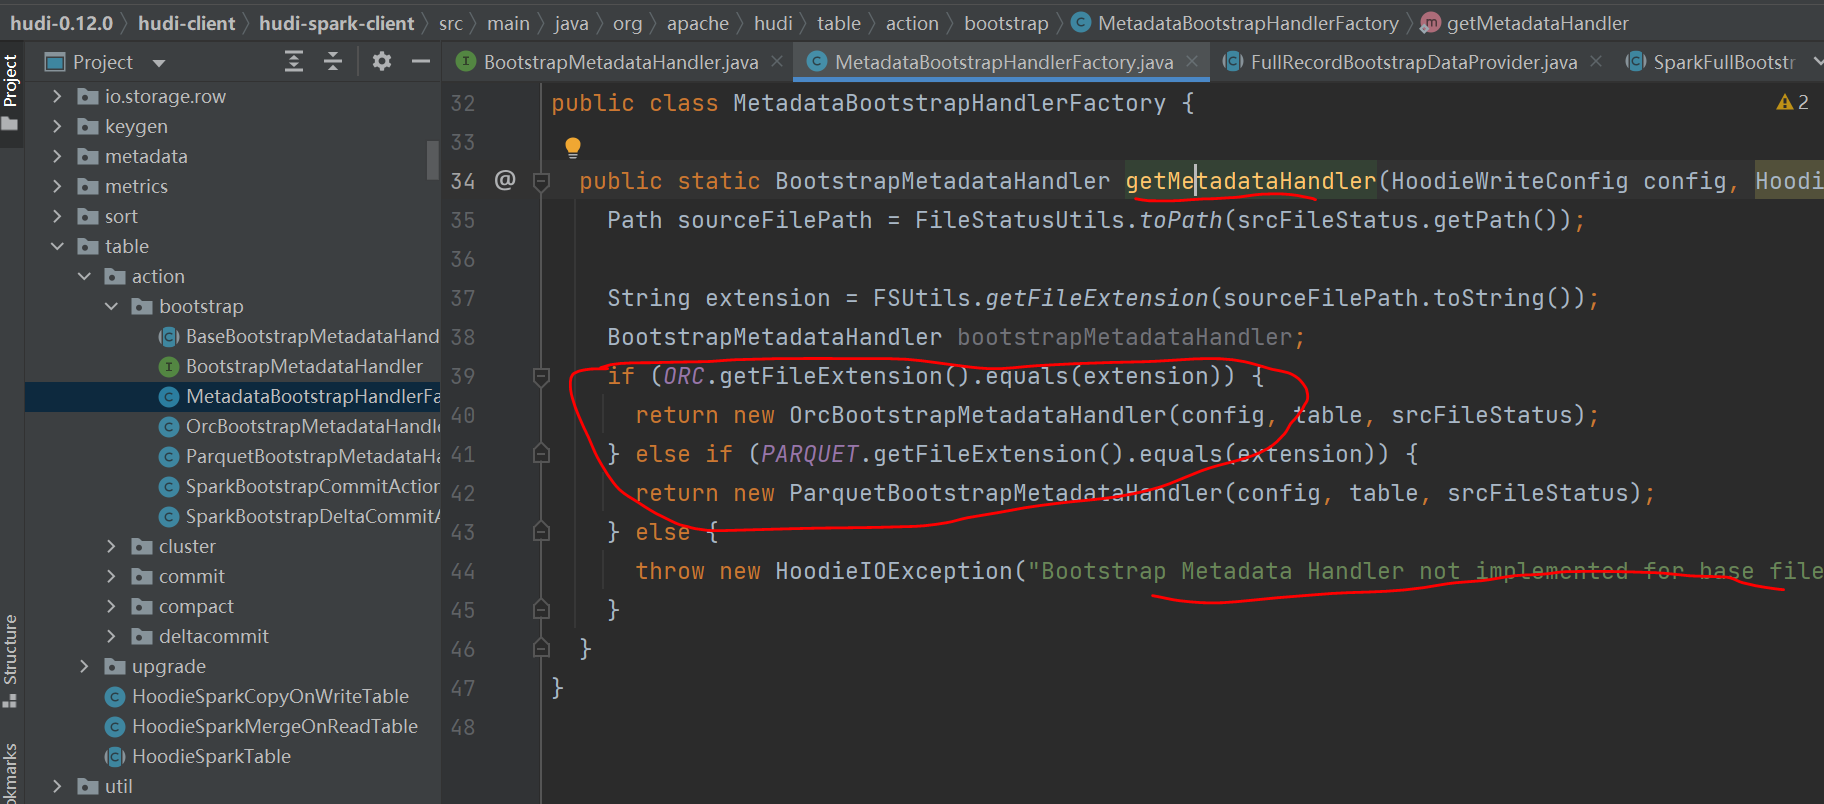 hudi-0.12.0 hudi-client hudi-spark-client src main java org apache hudi table action bootstrap MetadataBootstrapHandlerFactory getMetadataHandler
Project
BootstrapMetadataHandler.java MetadataBootstrapHandlerFactory.java FullRecordBootstrapDataProvider.java SparkFullBootstr
Project
Structure
okmarks
io.storage.row
keygen
metadata
metrics
sort
table
action
bootstrap
BaseBootstrapMetadataHand
BootstrapMetadataHandler
MetadataBootstrapHandlerFa
OrcBootstrapMetadataHandle
ParquetBootstrapMetadataHa
SparkBootstrapCommitAction
SparkBootstrapDeltaCommitA
cluster
commit
compact
deltacommit
upgrade
HoodieSparkCopyOnWriteTable
HoodieSparkMergeOnReadTable
HoodieSparkTable
util
2
32 public class MetadataBootstrapHandlerFactory {
33
34 @ public static BootstrapMetadataHandler getMetadataHandler(HoodieWriteConfig config, Hoodi
35 Path sourceFilePath = FileStatusUtils.toPath(srcFileStatus.getPath());
36
37 String extension = FSUtils.getFileExtension(sourceFilePath.toString());
38 BootstrapMetadataHandler bootstrapMetadataHandler;
39 if (ORC.getFileExtension().equals(extension)) {
40 return new OrcBootstrapMetadataHandler(config, table, srcFileStatus);
41 } else if (PARQUET.getFileExtension().equals(extension)) {
42 return new ParquetBootstrapMetadataHandler(config, table, srcFileStatus);
43 } else {
44 throw new HoodieIOException("Bootstrap Metadata Handler not implemented for base file
45 }
46 }
47 }
48